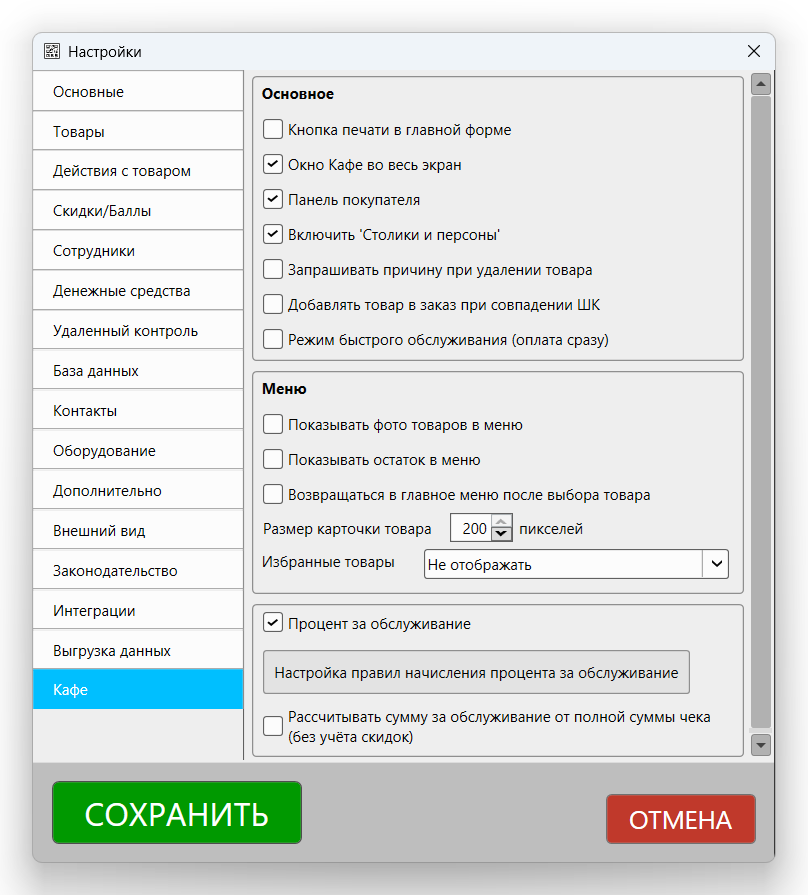 Настройки
Основные
Товары
Действия с товаром
Скидки/Баллы
Сотрудники
Денежные средства
Удаленный контроль
База данных
Контакты
Оборудование
Дополнительно
Внешний вид
Законодательство
Интеграции
Выгрузка данных
Кафе
Основное
Кнопка печати в главной форме
Окно Кафе во весь экран
Панель покупателя
Включить 'Столики и персоны'
Запрашивать причину при удалении товара
Добавлять товар в заказ при совпадении ШК
Режим быстрого обслуживания (оплата сразу)
Меню
Показывать фото товаров в меню
Показывать остаток в меню
Возвращаться в главное меню после выбора товара
Размер карточки товара 200 пикселей
Избранные товары Не отображать
Процент за обслуживание
Настройка правил начисления процента за обслуживание
Рассчитывать сумму за обслуживание от полной суммы чека
(без учёта скидок)
СОХРАНИТЬ
ОТМЕНА